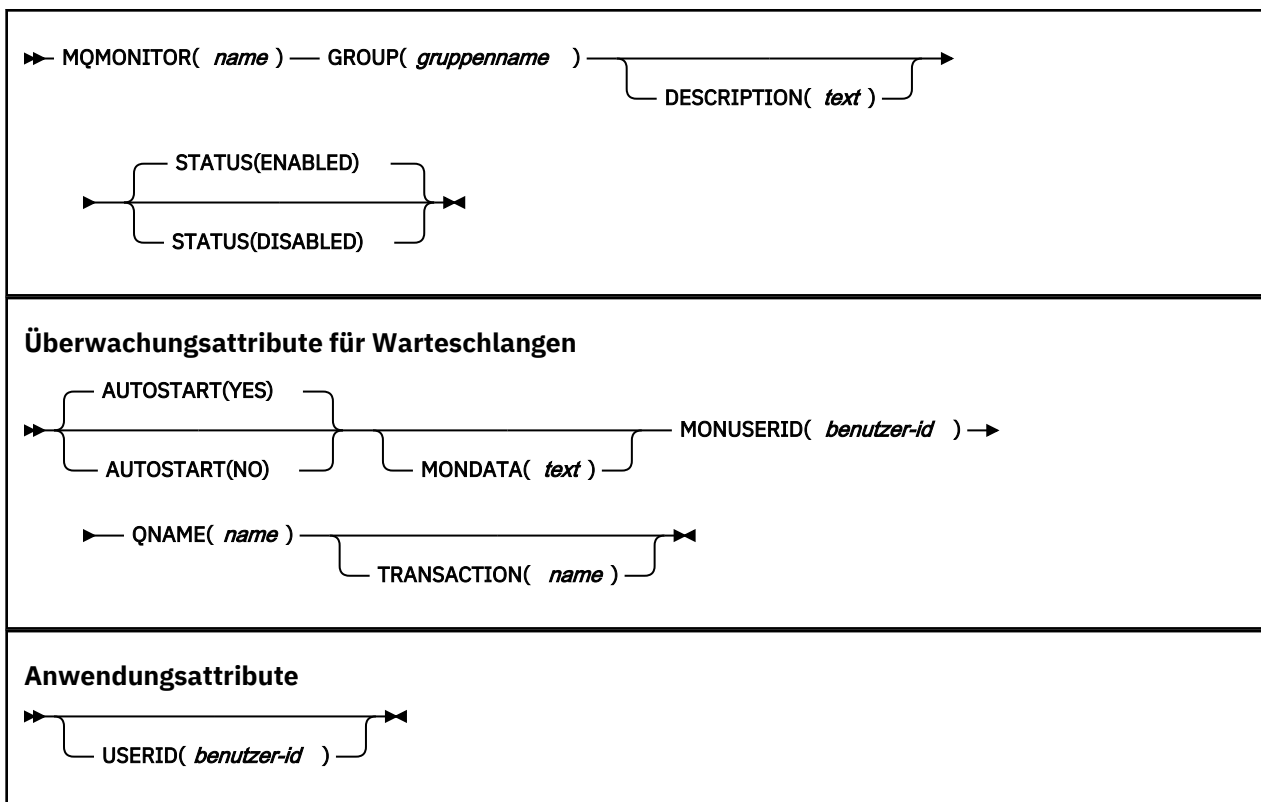 MQMONITOR( name ) GROUP( gruppenname )
DESCRIPTION( text )
STATUS(ENABLED)
STATUS(DISABLED)
Überwachungsattribute für Warteschlangen
AUTOSTART(YES)
MONUSERID( benutzer-id )
AUTOSTART(NO) MONDATA( text )
QNAME( name )
TRANSACTION( name )
Anwendungsattribute
USERID( benutzer-id )